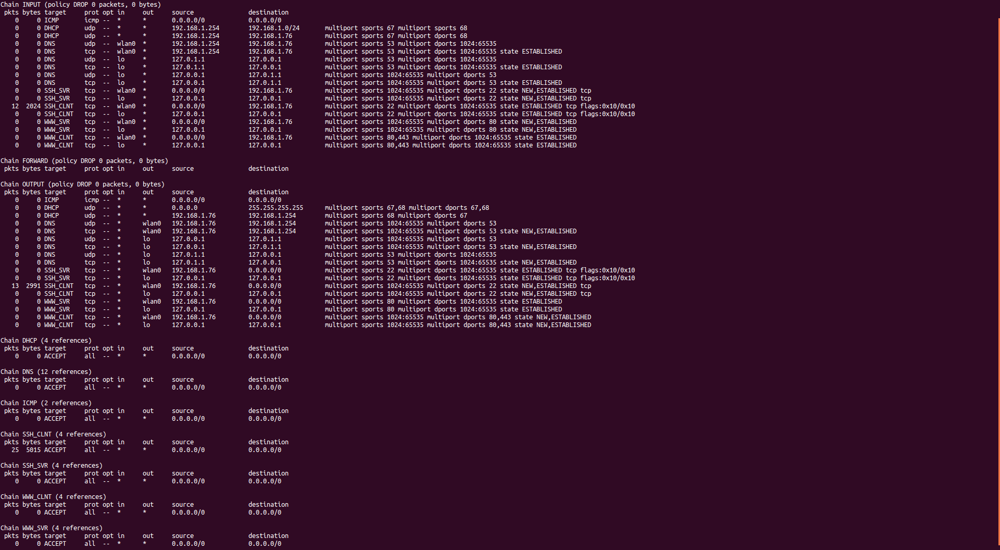 Chain INPUT (policy DROP 0 packets, 0 bytes)
 pkts bytes target     prot opt in     out     source               destination
    0     0 ICMP       icmp --  *      *       0.0.0.0/0            0.0.0.0/0
    0     0 DHCP       udp  --  *      *       192.168.1.254        192.168.1.0/24       multiport sports 67 multiport sports 68
    0     0 DHCP       udp  --  *      *       192.168.1.254        192.168.1.76         multiport sports 67 multiport dports 68
    0     0 DNS        udp  --  wlan0  *       192.168.1.254        192.168.1.76         multiport sports 53 multiport dports 1024:65535
    0     0 DNS        tcp  --  wlan0  *       192.168.1.254        192.168.1.76         multiport sports 53 multiport dports 1024:65535 state ESTABLISHED
    0     0 DNS        udp  --  lo     *       127.0.1.1            127.0.0.1            multiport sports 53 multiport dports 1024:65535
    0     0 DNS        tcp  --  lo     *       127.0.1.1            127.0.0.1            multiport sports 53 multiport dports 1024:65535 state ESTABLISHED
    0     0 DNS        udp  --  lo     *       127.0.0.1            127.0.1.1            multiport sports 1024:65535 multiport dports 53
    0     0 DNS        tcp  --  lo     *       127.0.0.1            127.0.1.1            multiport sports 1024:65535 multiport dports 53 state ESTABLISHED
    0     0 SSH_SVR    tcp  --  wlan0  *       0.0.0.0/0            192.168.1.76         multiport sports 1024:65535 multiport dports 22 state NEW,ESTABLISHED tcp
    0     0 SSH_SVR    tcp  --  lo     *       127.0.0.1            127.0.0.1            multiport sports 1024:65535 multiport dports 22 state NEW,ESTABLISHED tcp
   12  2024 SSH_CLNT   tcp  --  wlan0  *       0.0.0.0/0            192.168.1.76         multiport sports 22 multiport dports 1024:65535 state ESTABLISHED tcp flags:0x10/0x10
    0     0 SSH_CLNT   tcp  --  lo     *       127.0.0.1            127.0.0.1            multiport sports 22 multiport dports 1024:65535 state ESTABLISHED tcp flags:0x10/0x10
    0     0 WWW_SVR    tcp  --  wlan0  *       0.0.0.0/0            192.168.1.76         multiport sports 1024:65535 multiport dports 80 state NEW,ESTABLISHED
    0     0 WWW_SVR    tcp  --  lo     *       127.0.0.1            127.0.0.1            multiport sports 1024:65535 multiport dports 80 state NEW,ESTABLISHED
    0     0 WWW_CLNT   tcp  --  wlan0  *       0.0.0.0/0            192.168.1.76         multiport sports 80,443 multiport dports 1024:65535 state ESTABLISHED
    0     0 WWW_CLNT   tcp  --  lo     *       127.0.0.1            127.0.0.1            multiport sports 80,443 multiport dports 1024:65535 state ESTABLISHED

Chain FORWARD (policy DROP 0 packets, 0 bytes)
 pkts bytes target     prot opt in     out     source               destination

Chain OUTPUT (policy DROP 0 packets, 0 bytes)
 pkts bytes target     prot opt in     out     source               destination
    0     0 ICMP       icmp --  *      *       0.0.0.0/0            0.0.0.0/0
    0     0 DHCP       udp  --  *      *       0.0.0.0              255.255.255.255      multiport sports 67,68 multiport dports 67,68
    0     0 DHCP       udp  --  *      *       192.168.1.76         192.168.1.254        multiport sports 68 multiport dports 67
    0     0 DNS        udp  --  *      wlan0   192.168.1.76         192.168.1.254        multiport sports 1024:65535 multiport dports 53
    0     0 DNS        tcp  --  *      wlan0   192.168.1.76         192.168.1.254        multiport sports 1024:65535 multiport dports 53 state NEW,ESTABLISHED
    0     0 DNS        udp  --  *      lo      127.0.0.1            127.0.1.1            multiport sports 1024:65535 multiport dports 53
    0     0 DNS        tcp  --  *      lo      127.0.0.1            127.0.1.1            multiport sports 1024:65535 multiport dports 53 state NEW,ESTABLISHED
    0     0 DNS        udp  --  *      lo      127.0.1.1            127.0.0.1            multiport sports 53 multiport dports 1024:65535
    0     0 DNS        tcp  --  *      lo      127.0.1.1            127.0.0.1            multiport sports 53 multiport dports 1024:65535 state NEW,ESTABLISHED
    0     0 SSH_SVR    tcp  --  *      wlan0   192.168.1.76         0.0.0.0/0            multiport sports 22 multiport dports 1024:65535 state ESTABLISHED tcp flags:0x10/0x10
    0     0 SSH_SVR    tcp  --  *      lo      127.0.0.1            127.0.0.1            multiport sports 22 multiport dports 1024:65535 state ESTABLISHED tcp flags:0x10/0x10
   13  2991 SSH_CLNT   tcp  --  *      wlan0   192.168.1.76         0.0.0.0/0            multiport sports 1024:65535 multiport dports 22 state NEW,ESTABLISHED tcp
    0     0 SSH_CLNT   tcp  --  *      lo      127.0.0.1            127.0.0.1            multiport sports 1024:65535 multiport dports 22 state NEW,ESTABLISHED tcp
    0     0 WWW_SVR    tcp  --  *      wlan0   192.168.1.76         0.0.0.0/0            multiport sports 80 multiport dports 1024:65535 state ESTABLISHED
    0     0 WWW_SVR    tcp  --  *      lo      127.0.0.1            127.0.0.1            multiport sports 80 multiport dports 1024:65535 state ESTABLISHED
    0     0 WWW_CLNT   tcp  --  *      wlan0   192.168.1.76         0.0.0.0/0            multiport sports 1024:65535 multiport dports 80,443 state NEW,ESTABLISHED
    0     0 WWW_CLNT   tcp  --  *      lo      127.0.0.1            127.0.0.1            multiport sports 1024:65535 multiport dports 80,443 state NEW,ESTABLISHED

Chain DHCP (4 references)
 pkts bytes target     prot opt in     out     source               destination
    0     0 ACCEPT     all  --  *      *       0.0.0.0/0            0.0.0.0/0

Chain DNS (12 references)
 pkts bytes target     prot opt in     out     source               destination
    0     0 ACCEPT     all  --  *      *       0.0.0.0/0            0.0.0.0/0

Chain ICMP (2 references)
 pkts bytes target     prot opt in     out     source               destination
    0     0 ACCEPT     all  --  *      *       0.0.0.0/0            0.0.0.0/0

Chain SSH_CLNT (4 references)
 pkts bytes target     prot opt in     out     source               destination
   25  5015 ACCEPT     all  --  *      *       0.0.0.0/0            0.0.0.0/0

Chain SSH_SVR (4 references)
 pkts bytes target     prot opt in     out     source               destination
    0     0 ACCEPT     all  --  *      *       0.0.0.0/0            0.0.0.0/0

Chain WWW_CLNT (4 references)
 pkts bytes target     prot opt in     out     source               destination
    0     0 ACCEPT     all  --  *      *       0.0.0.0/0            0.0.0.0/0

Chain WWW_SVR (4 references)
 pkts bytes target     prot opt in     out     source               destination
    0     0 ACCEPT     all  --  *      *       0.0.0.0/0            0.0.0.0/0